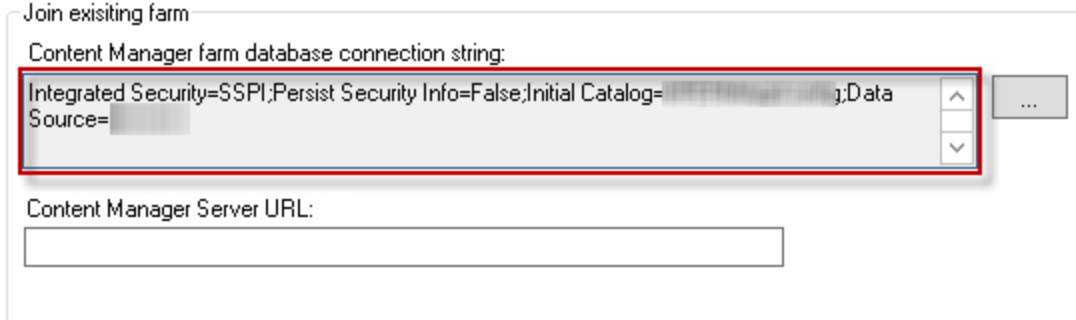 Join exisiting farm
Content Manager farm database connection string:
Integrated Security=SSPI;Persist Security Info=False;Initial Catalog= g;Data
Source=
...
Content Manager Server URL: